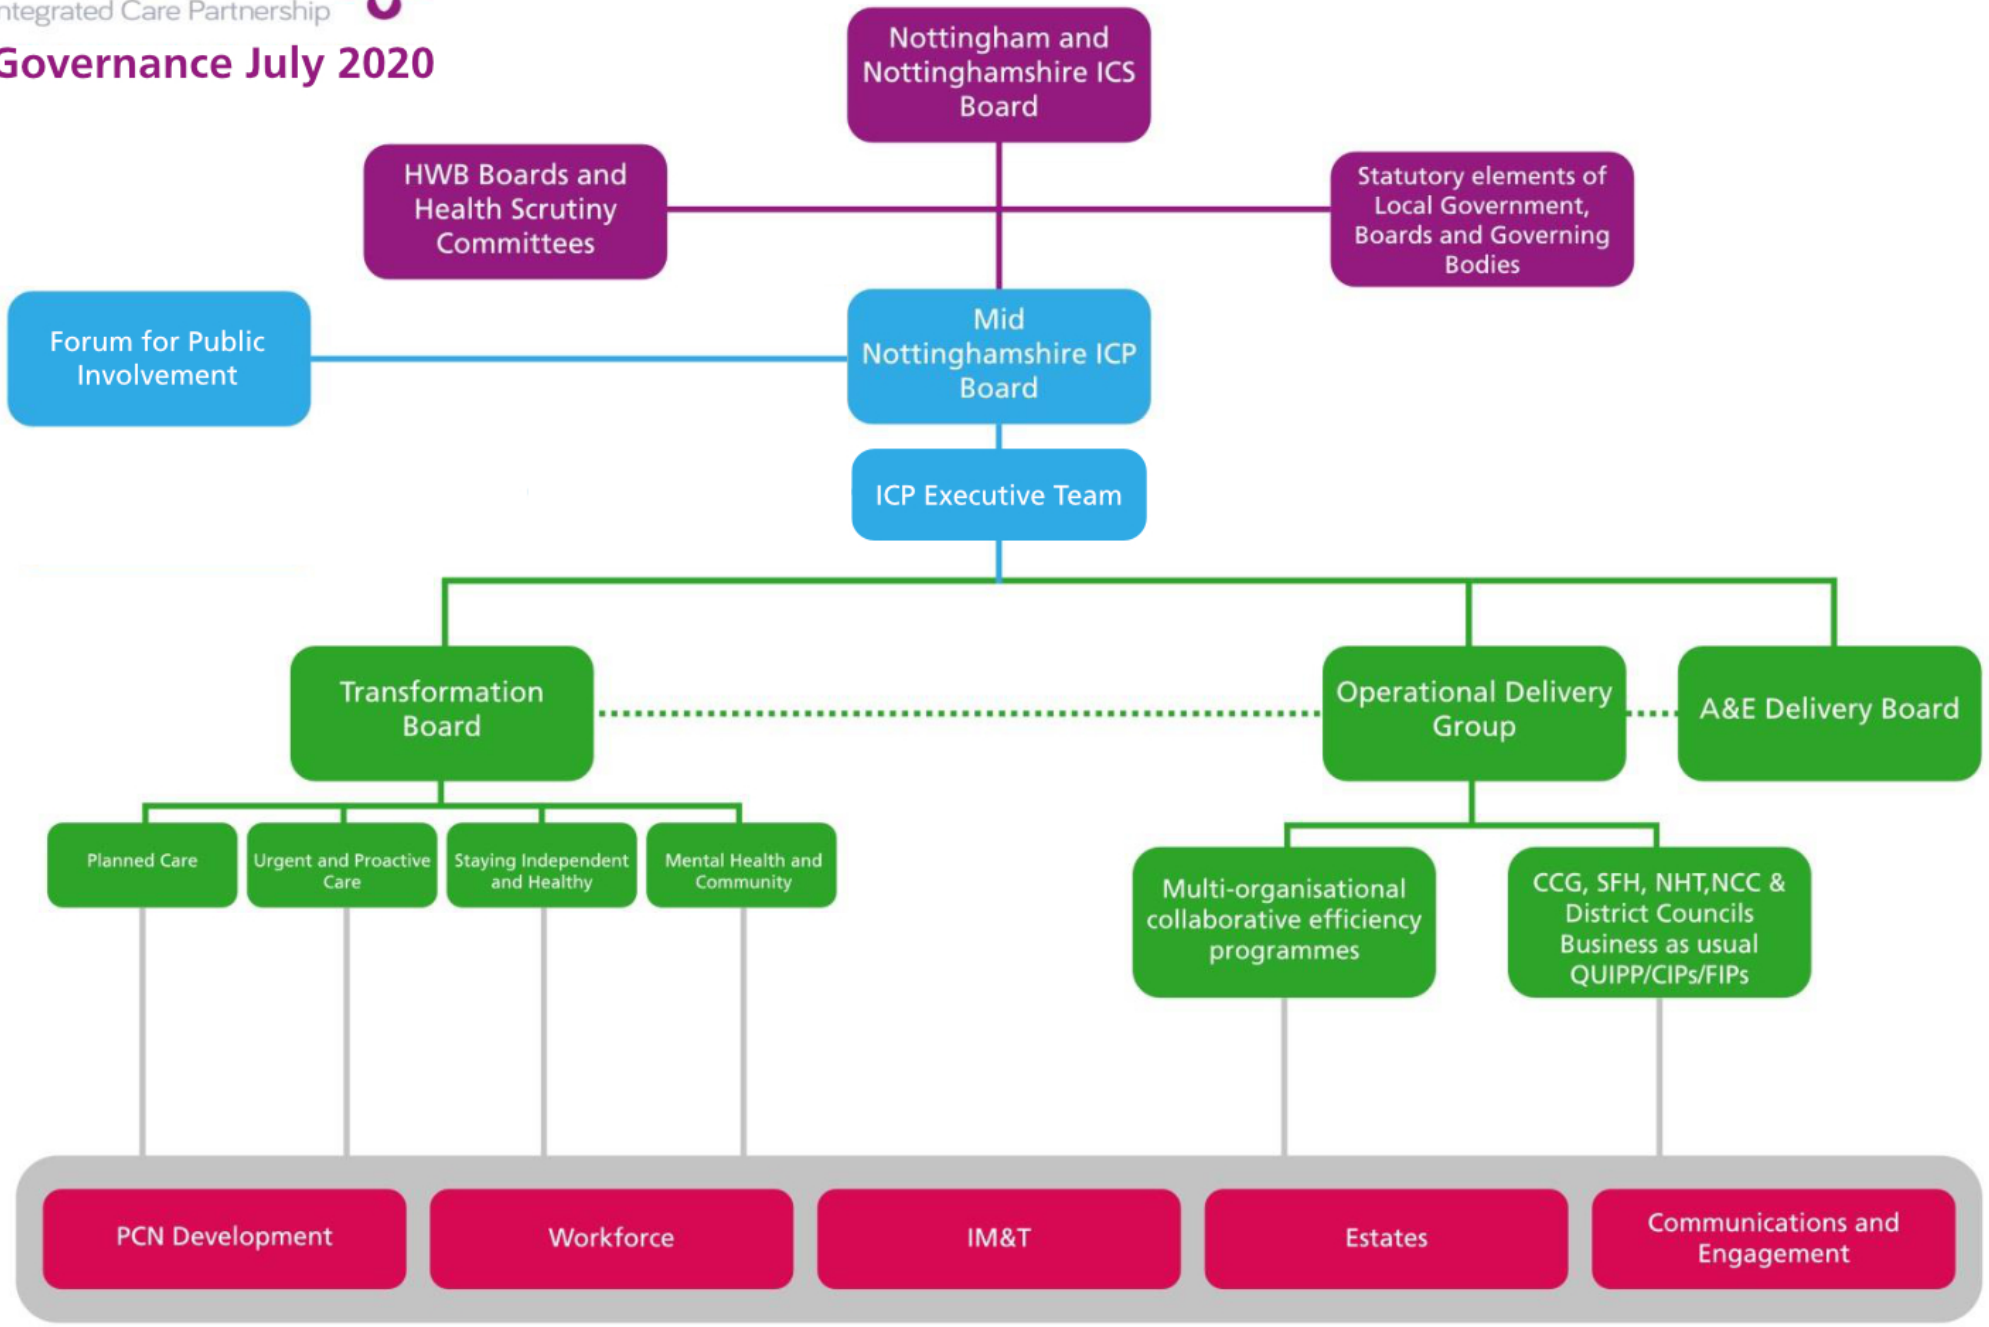 Integrated Care Partnership
Governance July 2020
Nottingham and
Nottinghamshire ICS
Board
HWB Boards and
Health Scrutiny
Committees
Statutory elements of
Local Government,
Boards and Governing
Bodies
Forum for Public
Involvement
Mid
Nottinghamshire ICP
Board
ICP Executive Team
Transformation
Board
Operational Delivery
Group
A&E Delivery Board
Planned Care
Urgent and Proactive
Care
Staying Independent
and Healthy
Mental Health and
Community
Multi-organisational
collaborative efficiency
programmes
CCG, SFH, NHT,NCC &
District Councils
Business as usual
QUIPP/CIPs/FIPs
PCN Development
Workforce
IM&T
Estates
Communications and
Engagement